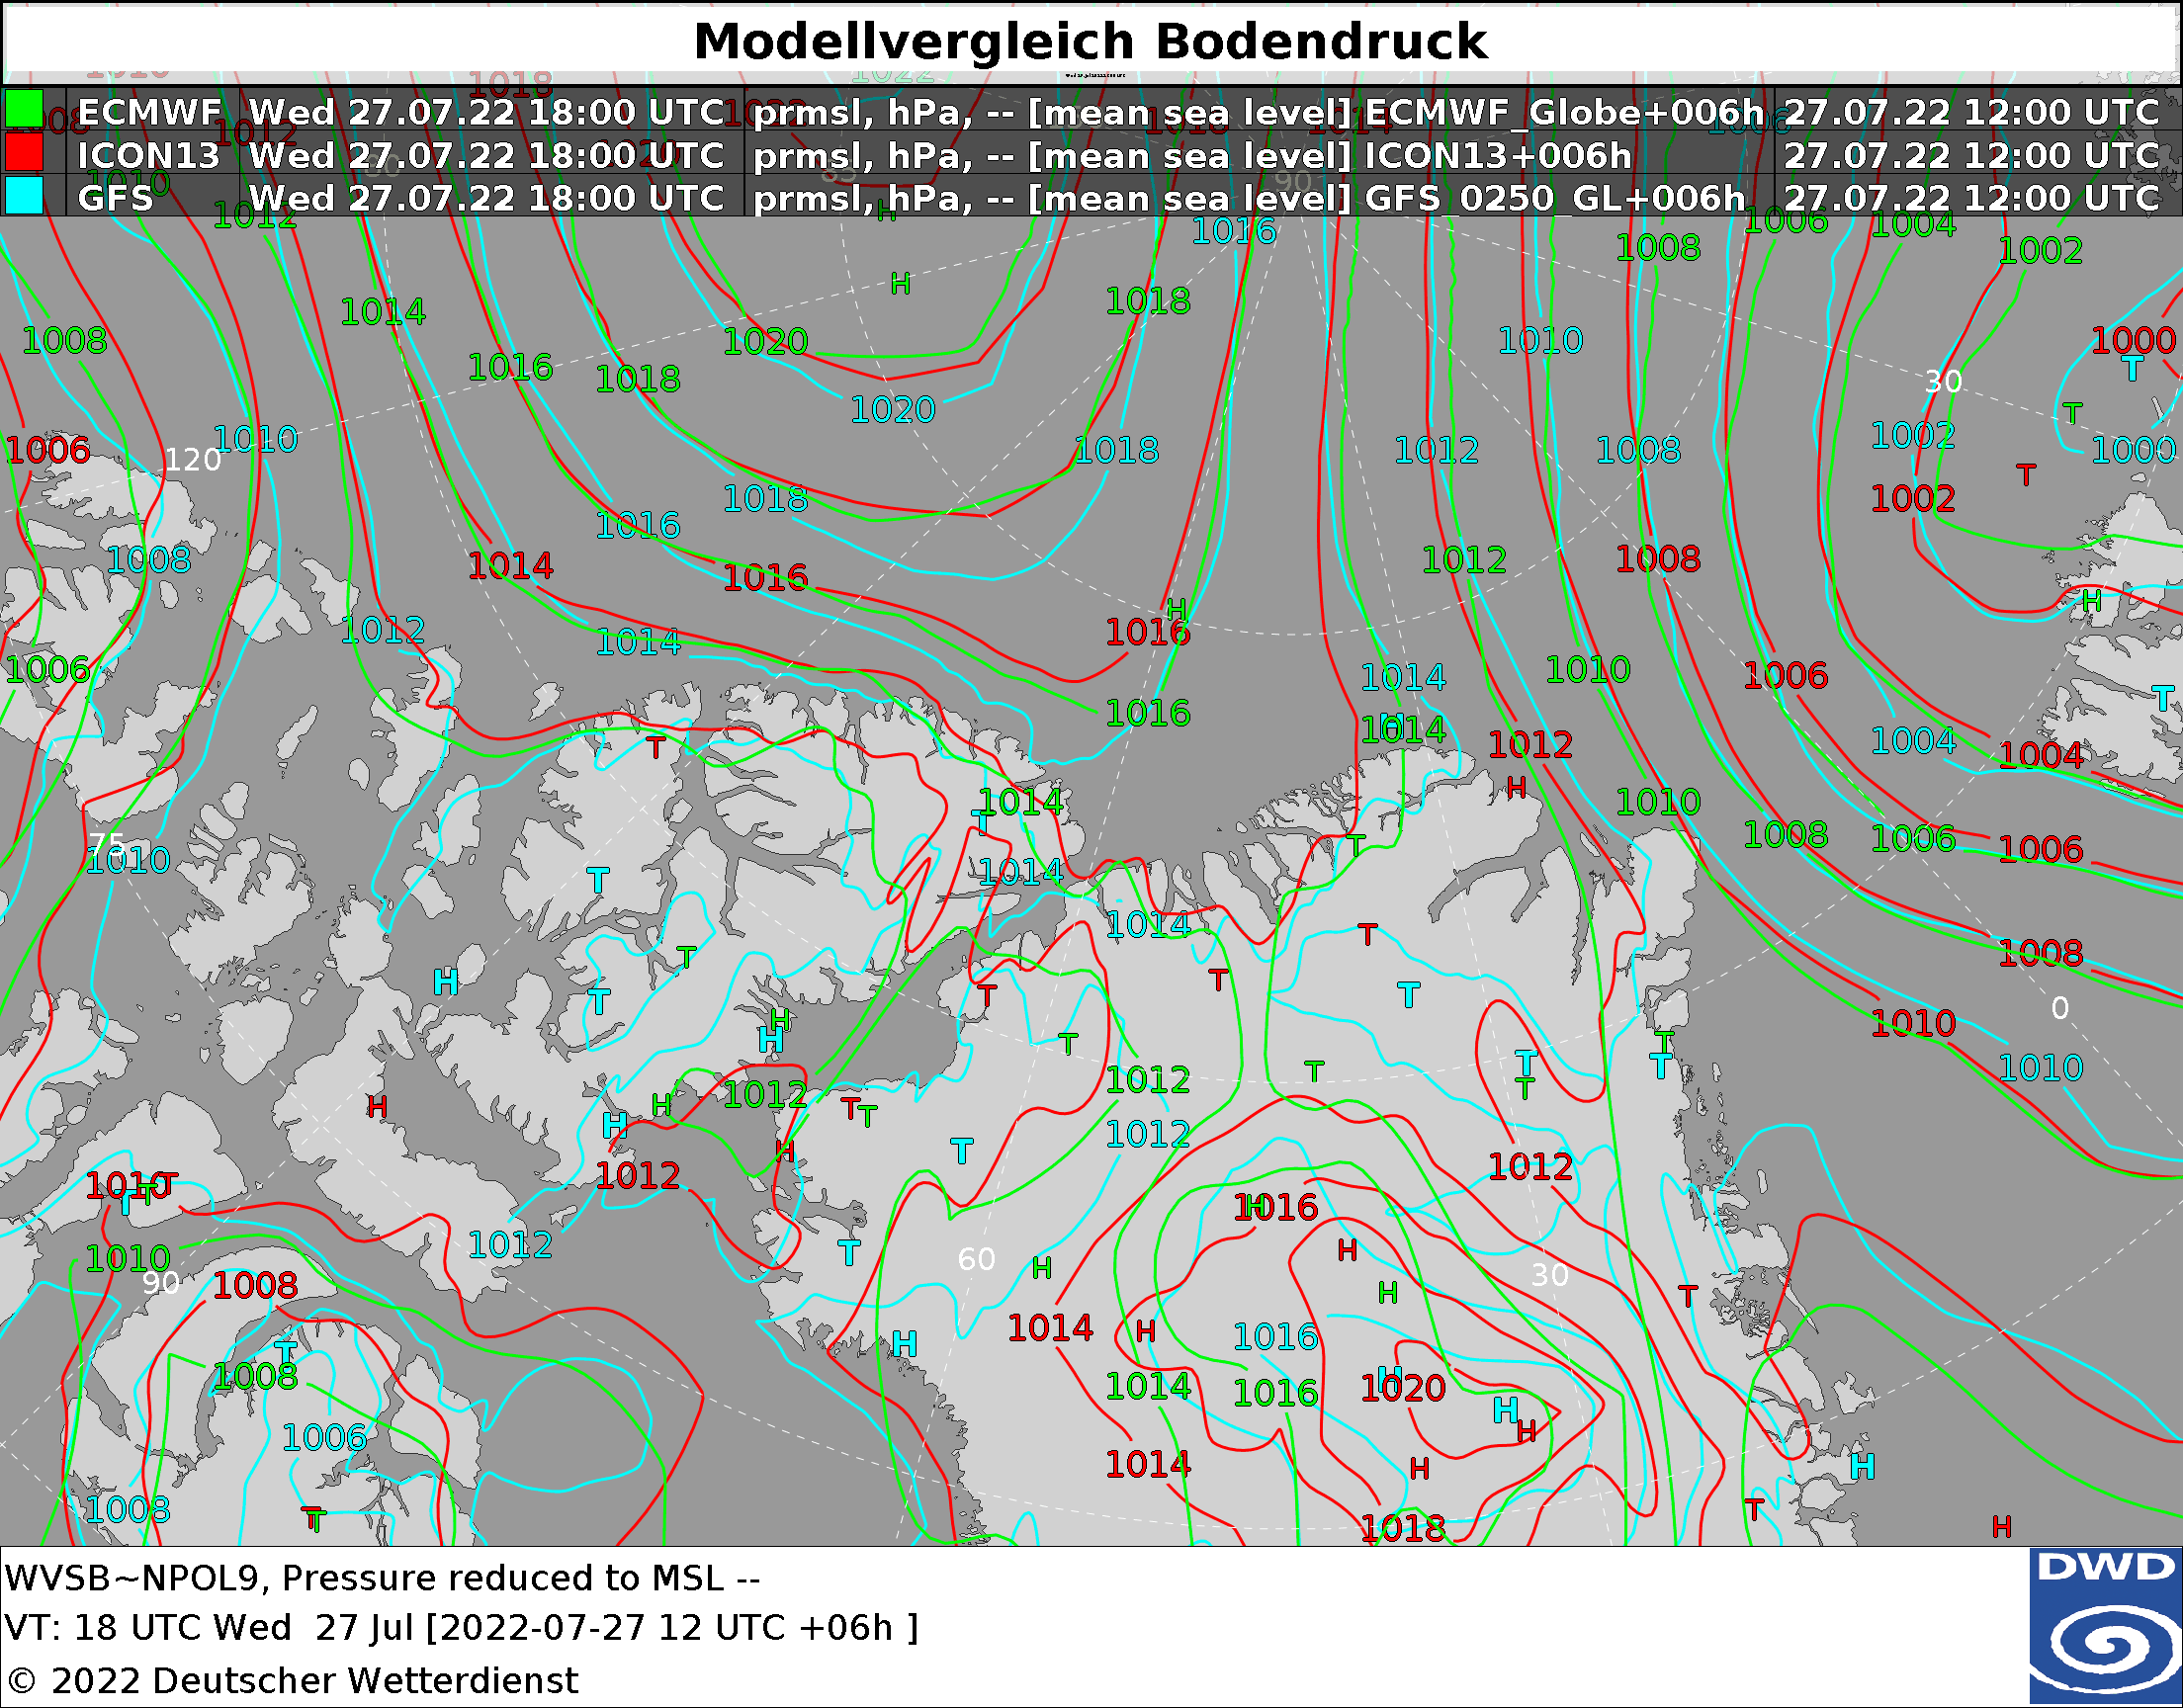 Modellvergleich Bodendruck
ECMWF Wed 27.07.22 18:00 UTC prmsl, hPa, -- [mean sea level] ECMWF_Globe+006h 27.07.22 12:00 UTC
ICON13 Wed 27.07.22 18:00 UTC prmsl, hPa, -- [mean sea level] ICON13+006h 27.07.22 12:00 UTC
GFS Wed 27.07.22 18:00 UTC prmsl, hPa, -- [mean sea level] GFS_0250_GL+006h 27.07.22 12:00 UTC
1012 H 1016 1008 1006 1004 1002
H
1014 1018
1008 1020 1010 1000
1016 1018 T
30
1020 T
1010 1002
1006 120 1018 1012 1008 1000
T
1018 1002
1016
1008 1014 1016 1012 1008
H H
1012 1014 1016
1006 1014 1010 1006
1016 H T
T 1014 1012 1004 1004
H
T 1014 1010
75 T 1008 1006 1006
1010 T 1014
1014 T
H T T 1008
T T T T 0
H H T T 1010
T T T 1010
H H 1012 T T 1012 T T
H H T 1012
1010 T T 1012 1012
T H 1016
1012 T H
1010 60 H 30
90 1008 H T
1014 H 1016
T H
1008 1014 1016 H 1020 H
1006 H
1014 H H
1008 T T 1018 T H
WVSB~NPOL9, Pressure reduced to MSL --
VT: 18 UTC Wed 27 Jul [2022-07-27 12 UTC +06h ]
© 2022 Deutscher Wetterdienst
DWD